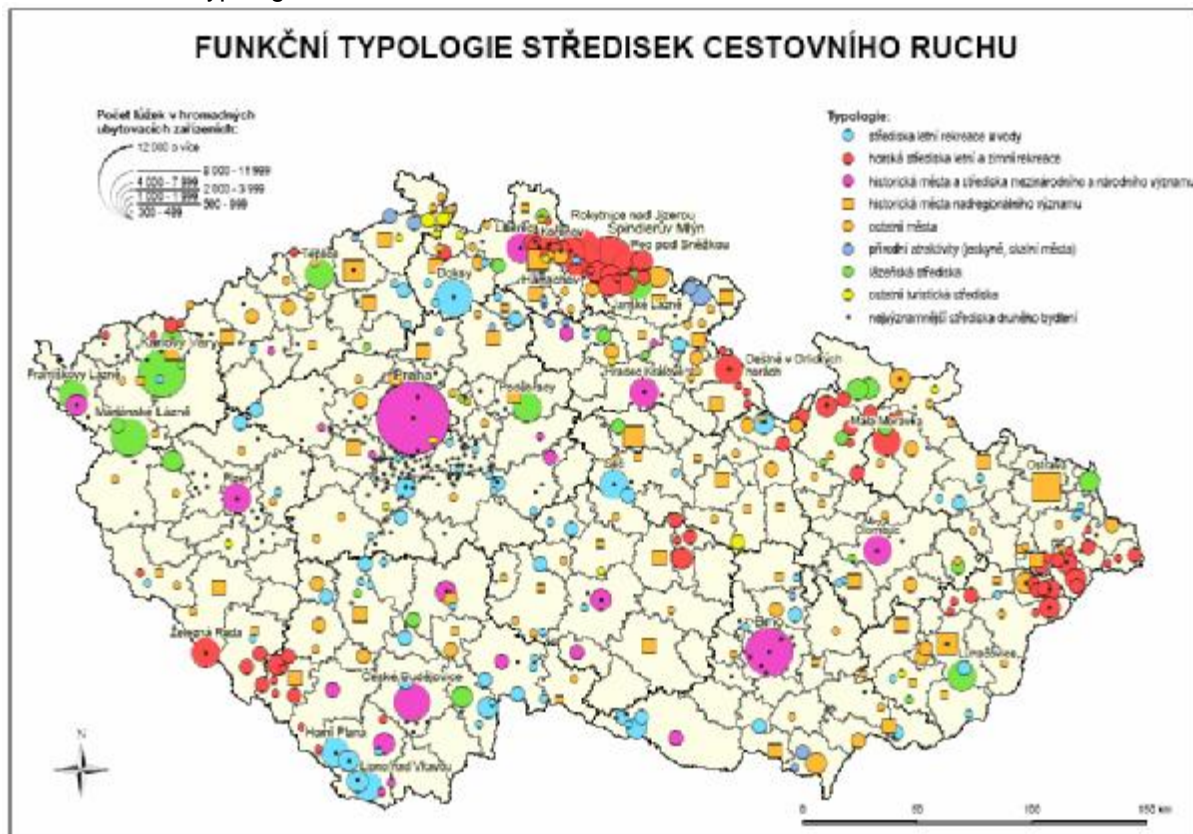 FUNKČNÍ TYPOLOGIE STŘEDISEK CESTOVNÍHO RUCHU
Počet lůžek v hromadných
ubytovacích zařízeních:
12 000 a více
8 000 - 11 999
4 000 - 7 999
2 000 - 3 999
1 000 - 1 999
500 - 999
300 - 499
Typologie:
střediska letní rekreace u vody
horská střediska letní a zimní rekreace
historická města a střediska mezinárodního a národního významu
historická města nadregionálního významu
ostatní města
přírodní atraktivity (jeskyně, skalní města)
lázeňská střediska
ostatní turistická střediska
nejvýznamnější střediska druhého bydlení
Rokytnice nad Jizerou
Špindlerův Mlýn
Pec pod Sněžkou
Liberec
Harrachov
Teplice
Doksy
Janské Lázně
Karlovy Vary
Františkovy Lázně
Mariánské Lázně
Praha
Poděbrady
Hradec Králové
Deštné v Orlických
horách
Malá Morávka
Plzeň
Seč
Ostrava
Olomouc
Železná Ruda
České Budějovice
Brno
Luhačovice
Horní Planá
Lipno nad Vltavou
N
0
50
100
150 km